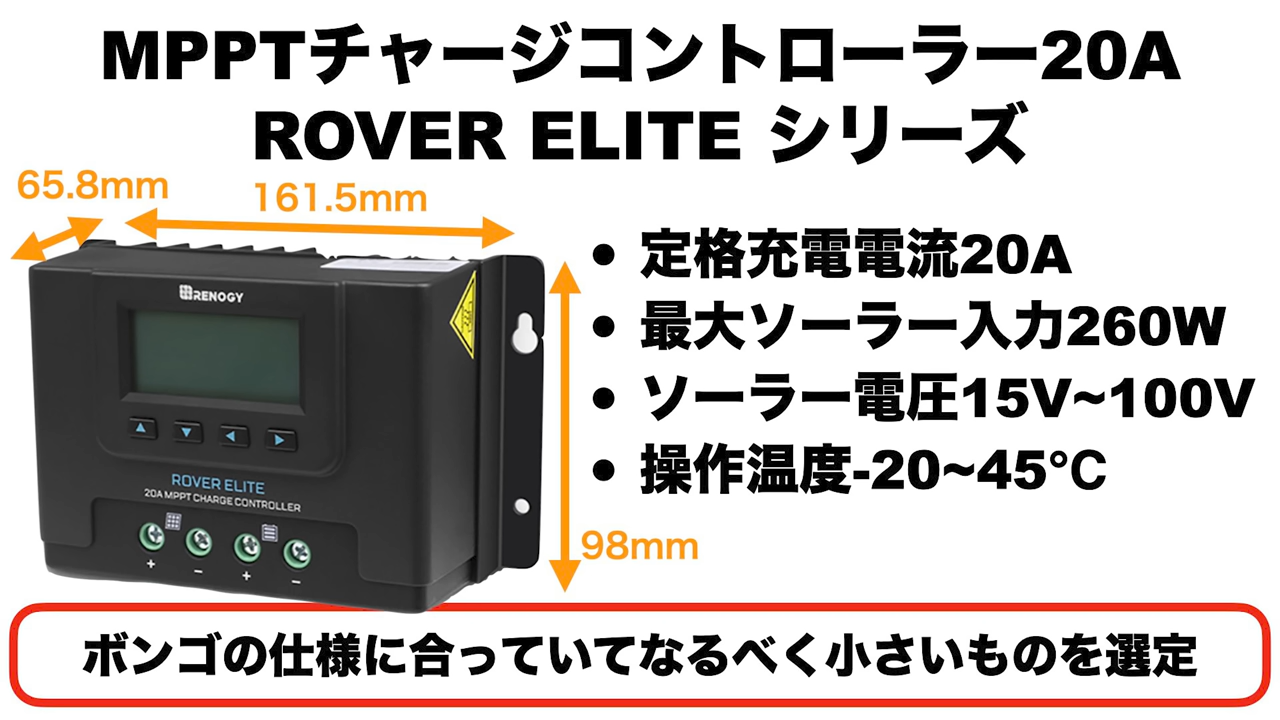 MPPTチャージコントローラー20A
ROVER ELITE シリーズ
65.8mm
161.5mm
RENOGY
ROVER ELITE
20A MPPT CHARGE CONTROLLER
+ - + -
98mm
• 定格充電電流20A
• 最大ソーラー入力260W
• ソーラー電圧15V~100V
• 操作温度-20~45℃
ボンゴの仕様に合っていてなるべく小さいものを選定